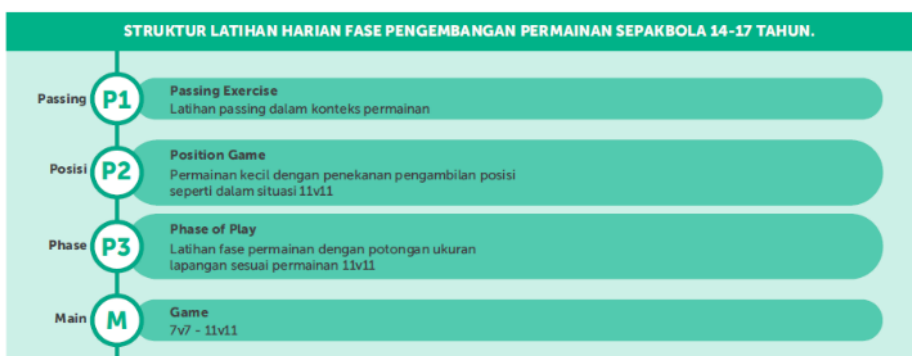 STRUKTUR LATIHAN HARIAN FASE PENGEMBANGAN PERMAINAN SEPAKBOLA 14-17 TAHUN.
Passing
P1
Passing Exercise
Latihan passing dalam konteks permainan
Posisi
P2
Position Game
Permainan kecil dengan penekanan pengambilan posisi
seperti dalam situasi 11v11
Phase
P3
Phase of Play
Latihan fase permainan dengan potongan ukuran
lapangan sesuai permainan 11v11
Main
M
Game
7v7 - 11v11